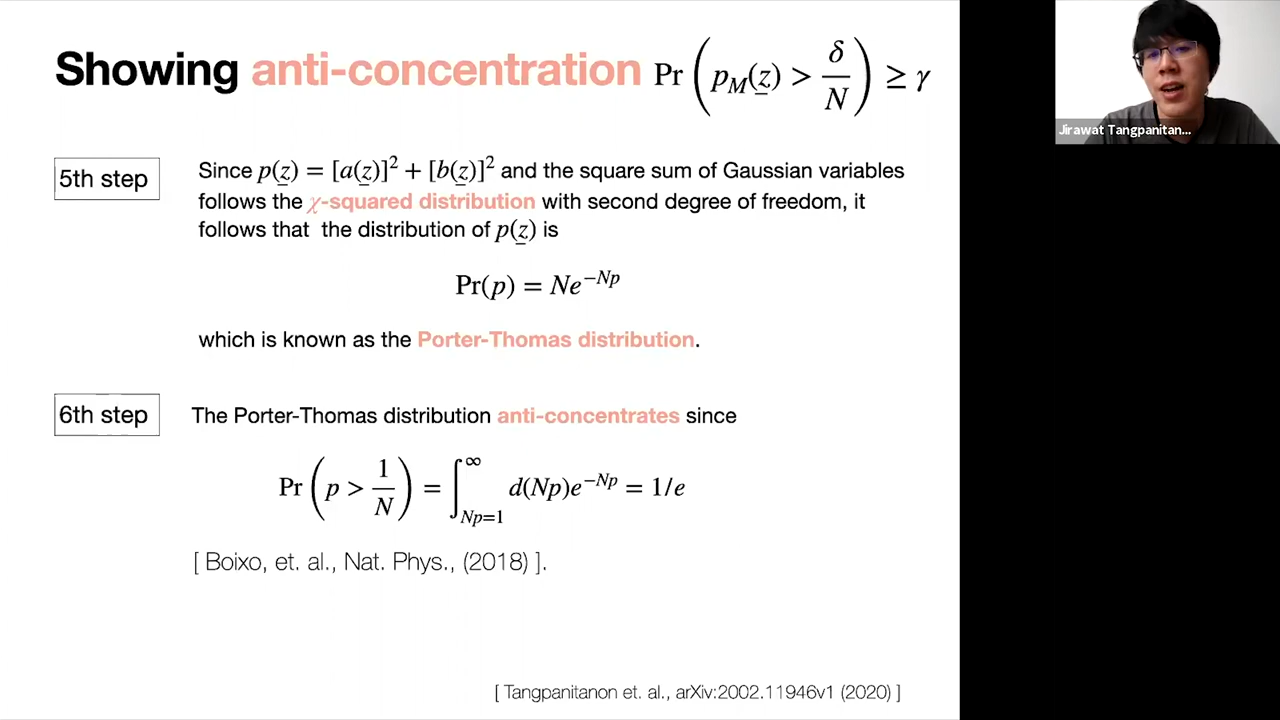 Showing anti-concentration Pr(p_M(z) > δ/N) ≥ γ
Jirawat Tangpanitan...
5th step
Since p(z) = [a(z)]² + [b(z)]² and the square sum of Gaussian variables
follows the χ-squared distribution with second degree of freedom, it
follows that the distribution of p(z) is
Pr(p) = Ne^{−Np}
which is known as the Porter-Thomas distribution.
6th step
The Porter-Thomas distribution anti-concentrates since
Pr(p > 1/N) = ∫_{Np=1}^{∞} d(Np)e^{−Np} = 1/e
[ Boixo, et. al., Nat. Phys., (2018) ].
[ Tangpanitanon et. al., arXiv:2002.11946v1 (2020) ]